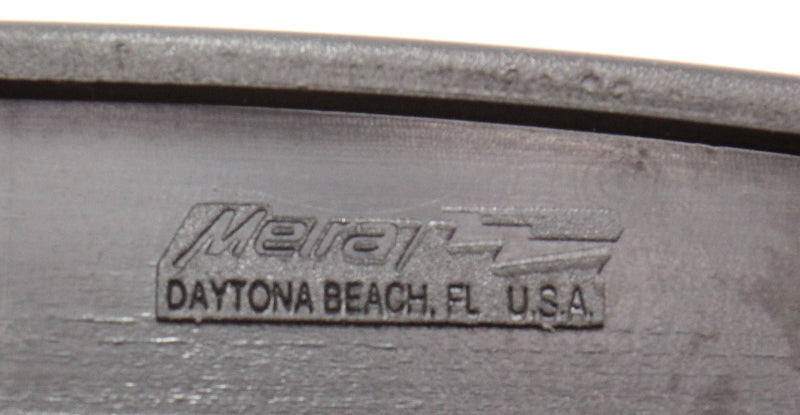 Metra
DAYTONA BEACH, FL U.S.A.